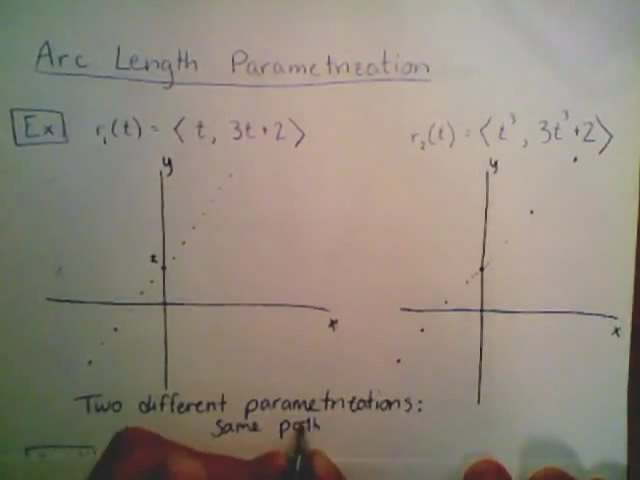 Arc Length Parametrization
Ex r₁(t) = ⟨t, 3t+2⟩
r₂(t) = ⟨t³, 3t³+2⟩
y
y
2
x
x
Two different parametrizations:
same path